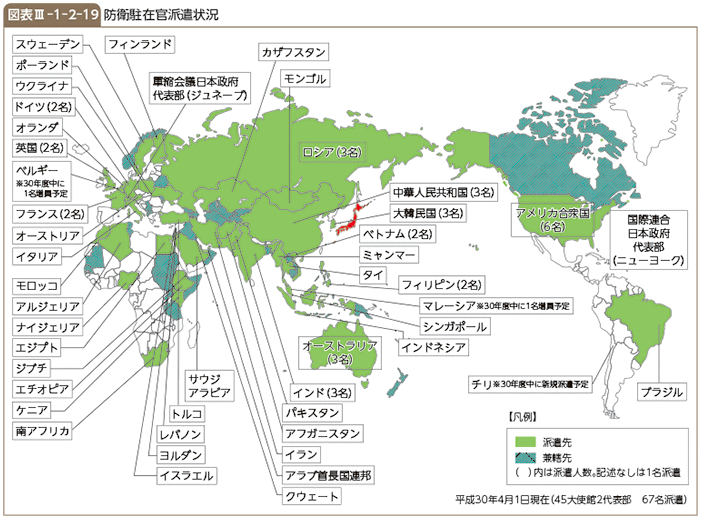 図表Ⅲ-1-2-19 防衛駐在官派遣状況
スウェーデン
フィンランド
ポーランド
ウクライナ
ドイツ(2名)
オランダ
英国(2名)
ベルギー
※30年度中に
1名増員予定
フランス(2名)
オーストリア
イタリア
モロッコ
アルジェリア
ナイジェリア
エジプト
ジブチ
エチオピア
ケニア
南アフリカ
軍縮会議日本政府
代表部(ジュネーブ)
カザフスタン
モンゴル
ロシア(3名)
中華人民共和国(3名)
大韓民国(3名)
ベトナム(2名)
ミャンマー
タイ
フィリピン(2名)
マレーシア※30年度中に1名増員予定
シンガポール
インドネシア
オーストラリア
(3名)
サウジ
アラビア
トルコ
レバノン
ヨルダン
イスラエル
インド(3名)
パキスタン
アフガニスタン
イラン
アラブ首長国連邦
クウェート
アメリカ合衆国
(6名)
国際連合
日本政府
代表部
(ニューヨーク)
チリ※30年度中に新規派遣予定
ブラジル
【凡例】
派遣先
兼轄先
( )内は派遣人数。記述なしは1名派遣
平成30年4月1日現在(45大使館2代表部 67名派遣)